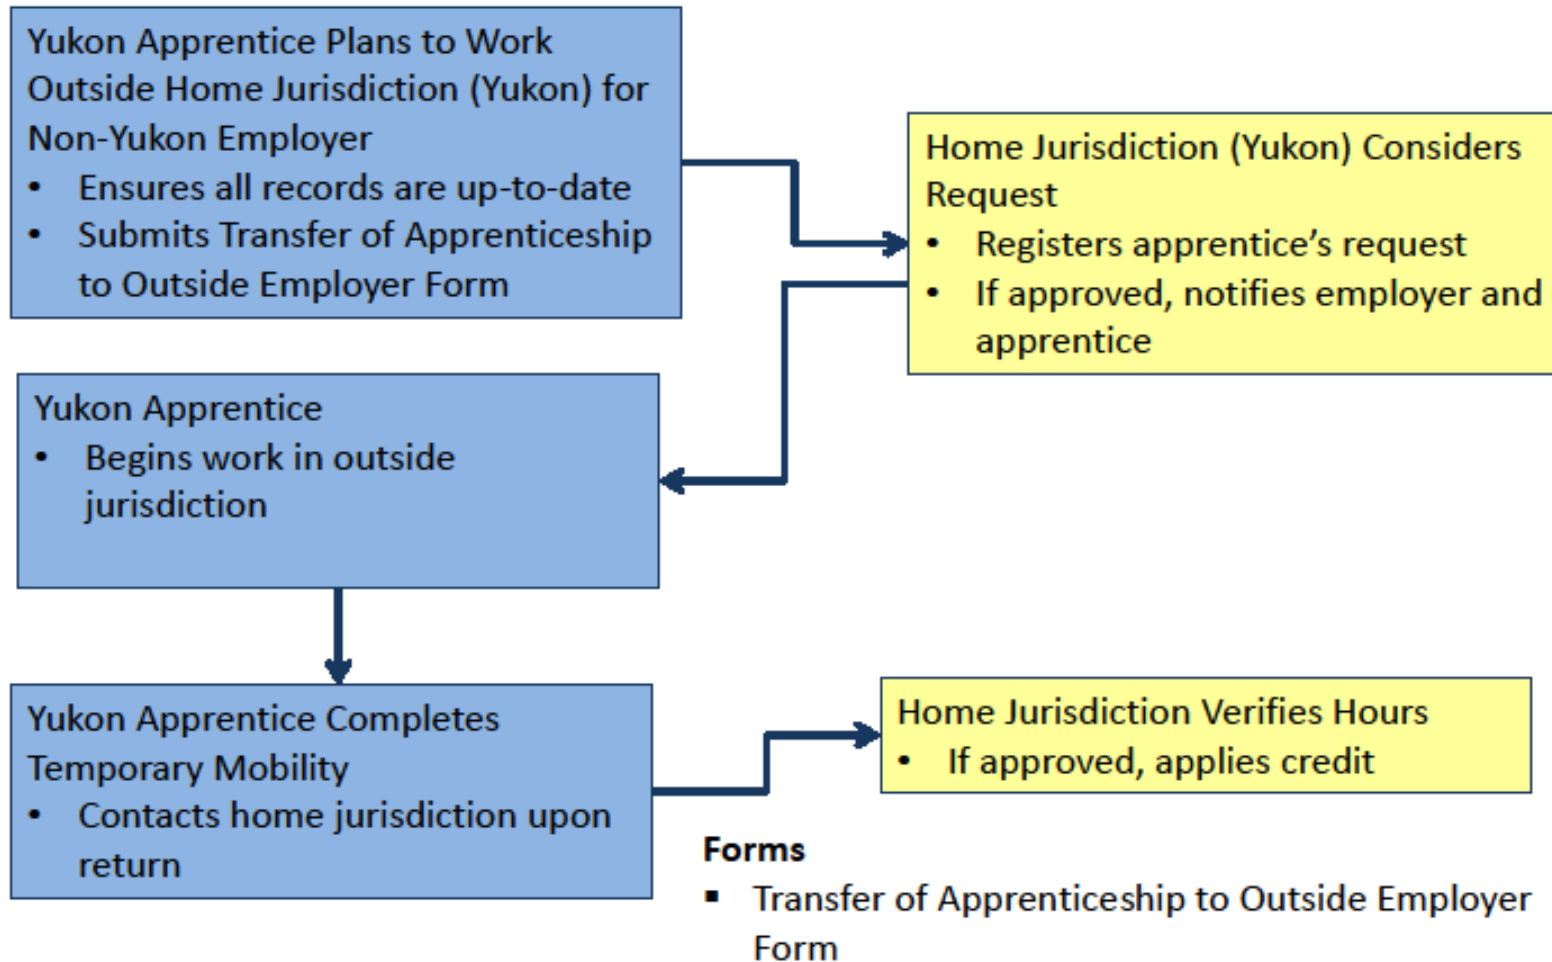 Yukon Apprentice Plans to Work
Outside Home Jurisdiction (Yukon) for
Non-Yukon Employer
• Ensures all records are up-to-date
• Submits Transfer of Apprenticeship
to Outside Employer Form
Home Jurisdiction (Yukon) Considers
Request
• Registers apprentice’s request
• If approved, notifies employer and
apprentice
Yukon Apprentice
• Begins work in outside
jurisdiction
Yukon Apprentice Completes
Temporary Mobility
• Contacts home jurisdiction upon
return
Home Jurisdiction Verifies Hours
• If approved, applies credit
Forms
▪ Transfer of Apprenticeship to Outside Employer
Form